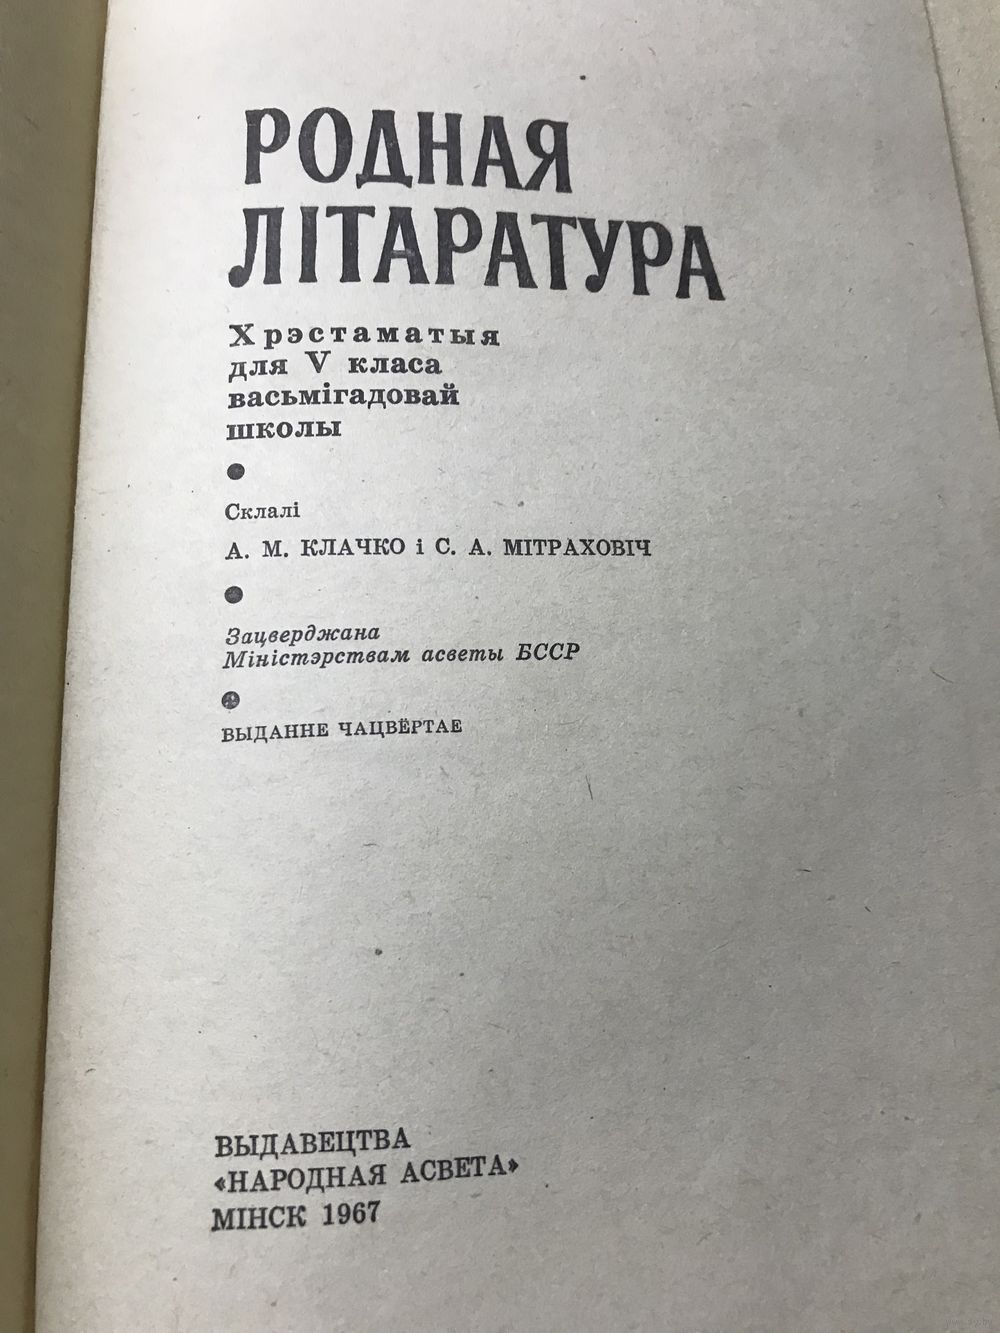 РОДНАЯ
ЛІТАРАТУРА
Хрэстаматыя
для V класа
васьмігадовай
школы
Склалі
А. М. КЛАЧКО і С. А. МІТРАХОВІЧ
Зацверджана
Міністэрствам асветы БССР
ВЫДАННЕ ЧАЦВЁРТАЕ
ВЫДАВЕЦТВА
«НАРОДНАЯ АСВЕТА»
МІНСК 1967